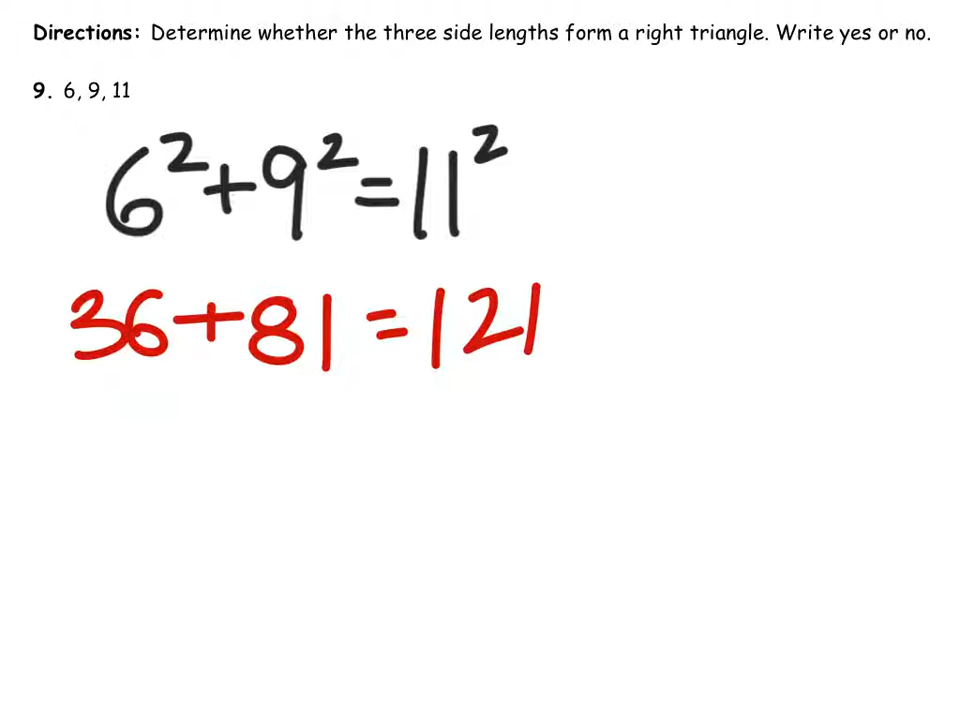 Directions: Determine whether the three side lengths form a right triangle. Write yes or no.
9. 6, 9, 11
6²+9²=11²
36+81=121